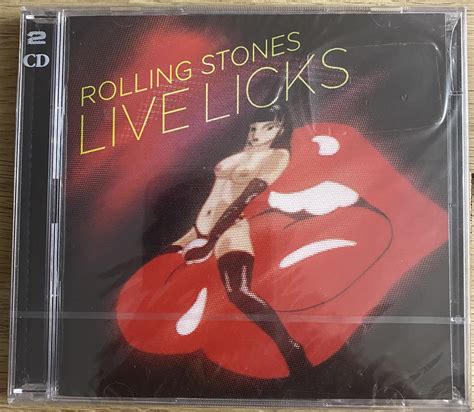 2
CD
ROLLING STONES
LIVE LICKS